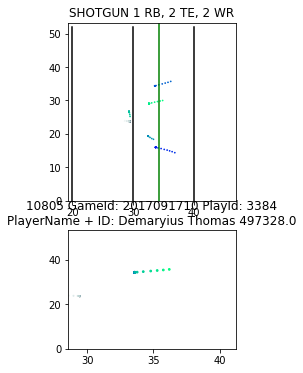 SHOTGUN 1 RB, 2 TE, 2 WR
50
40
30
20
10
0
20 30 40
10805 GameId: 2017091710 PlayId: 3384
PlayerName + ID: Demaryius Thomas 497328.0
40
20
0
30 35 40